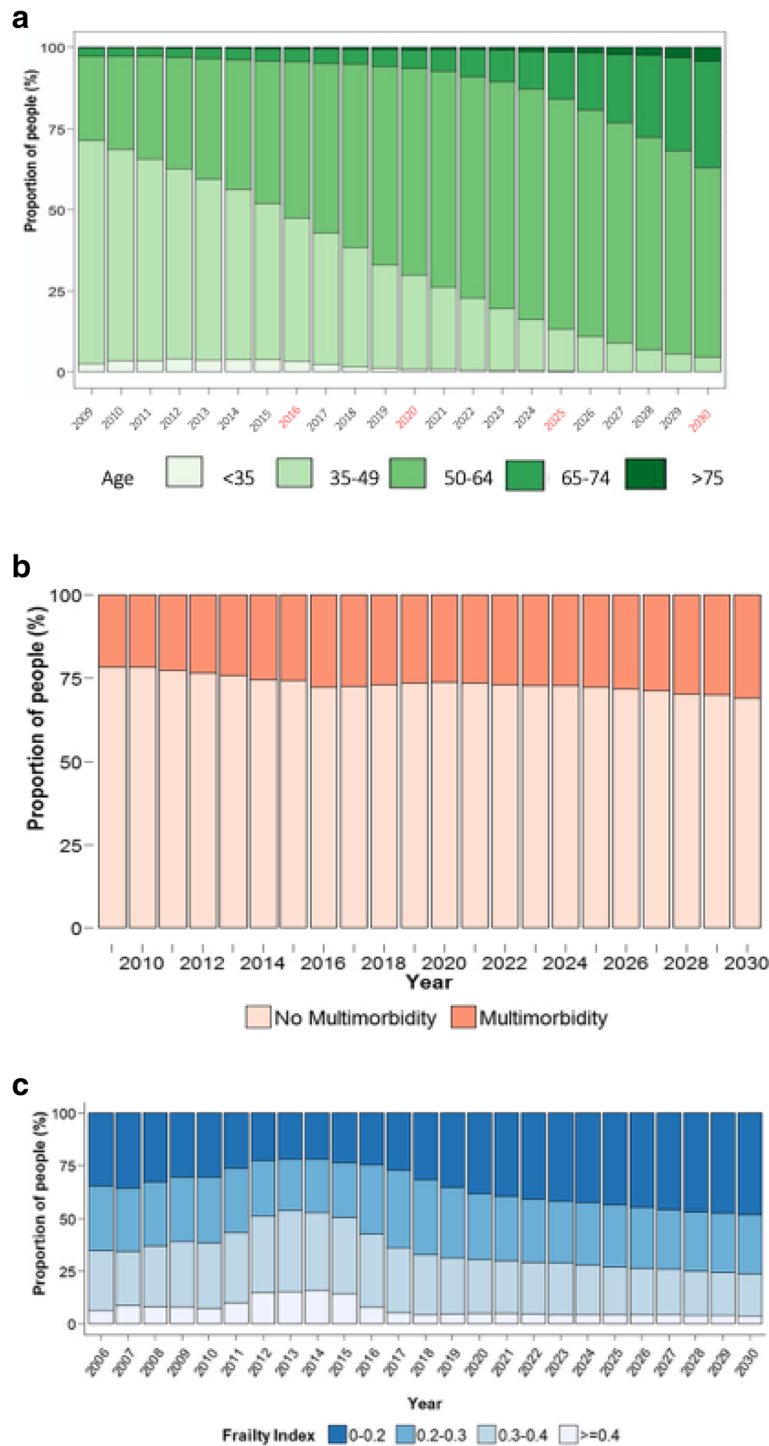 a
Proportion of people (%)
100
75
50
25
0
2009 2010 2011 2012 2013 2014 2015 2016 2017 2018 2019 2020 2021 2022 2023 2024 2025 2026 2027 2028 2029 2030
Age <35 35-49 50-64 65-74 >75
b
Proportion of people (%)
100
75
50
25
0
2010 2012 2014 2016 2018 2020 2022 2024 2026 2028 2030
Year
No Multimorbidity Multimorbidity
c
Proportion of people (%)
100
75
50
25
0
2006 2007 2008 2009 2010 2011 2012 2013 2014 2015 2016 2017 2018 2019 2020 2021 2022 2023 2024 2025 2026 2027 2028 2029 2030
Year
Frailty Index 0-0.2 0.2-0.3 0.3-0.4 >=0.4